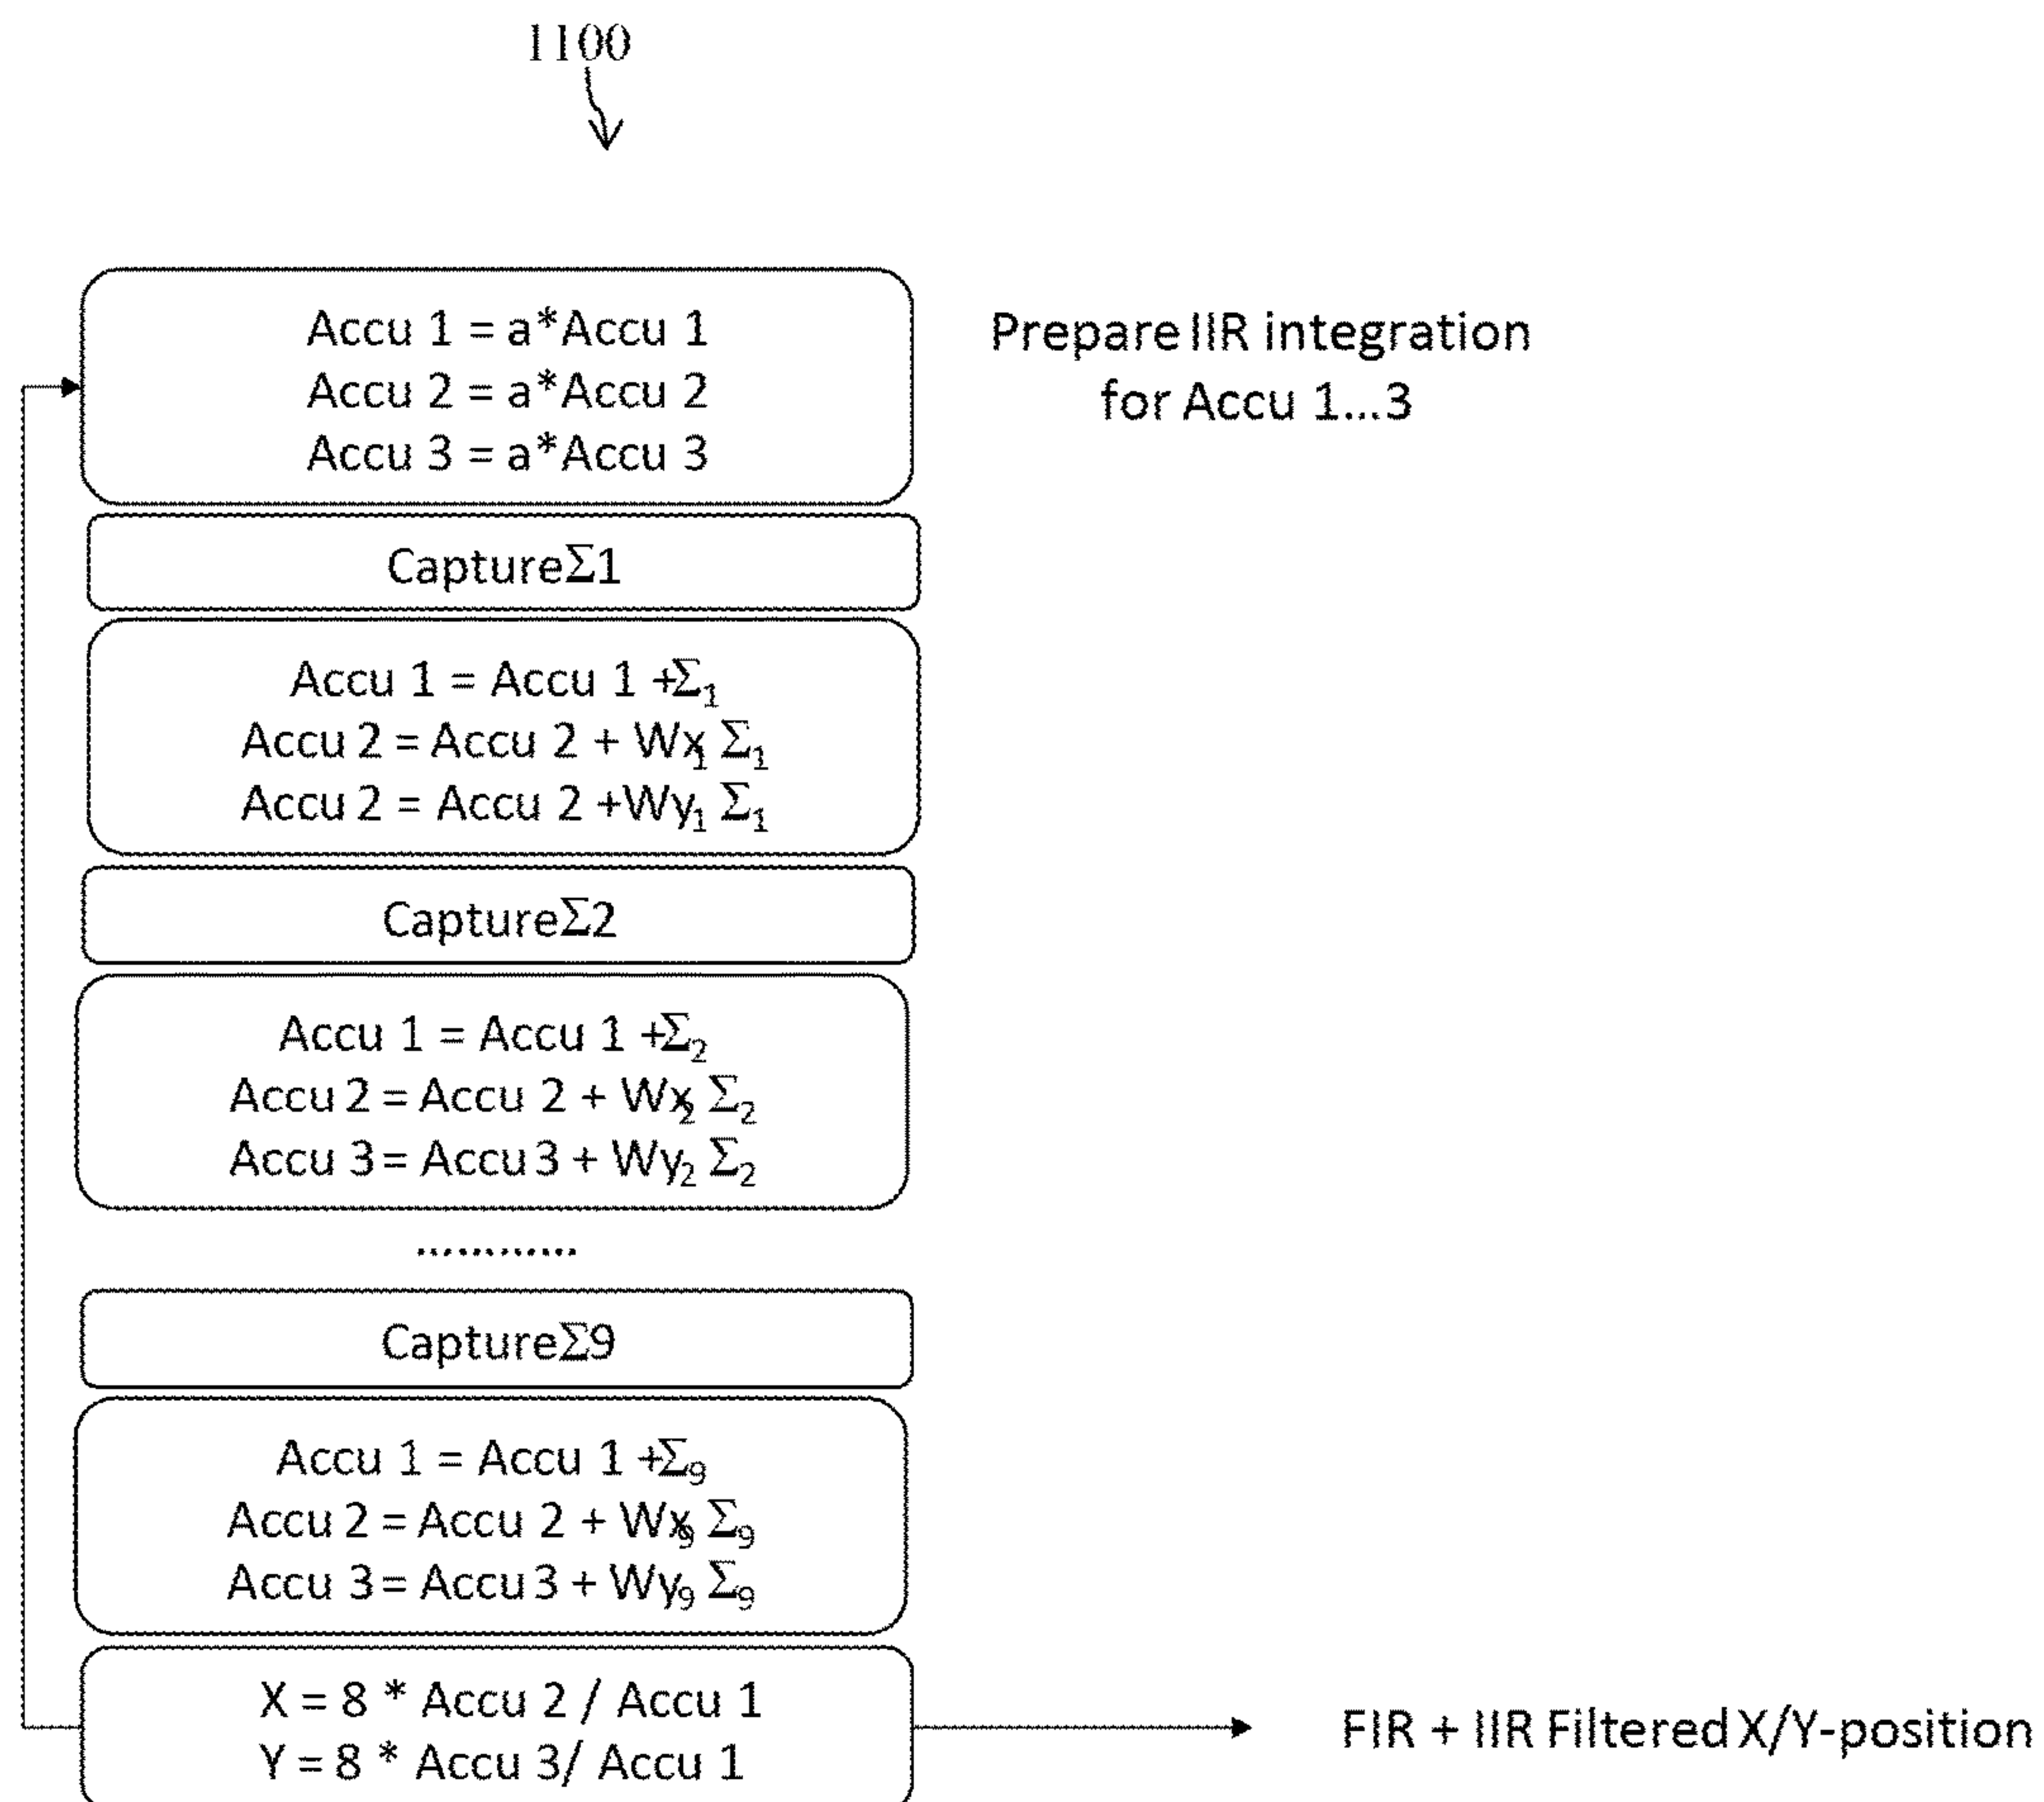 1100
Accu 1 = a*Accu 1
Accu 2 = a*Accu 2
Accu 3 = a*Accu 3
Prepare IIR integration
for Accu 1...3
CaptureΣ1
Accu 1 = Accu 1 +Σ₁
Accu 2 = Accu 2 + Wx₁ Σ₁
Accu 2 = Accu 2 +Wy₁ Σ₁
CaptureΣ2
Accu 1 = Accu 1 +Σ₂
Accu 2 = Accu 2 + Wx₂ Σ₂
Accu 3 = Accu 3 + Wy₂ Σ₂
............
CaptureΣ9
Accu 1 = Accu 1 +Σ₉
Accu 2 = Accu 2 + Wx₉ Σ₉
Accu 3 = Accu 3 + Wy₉ Σ₉
X = 8 * Accu 2 / Accu 1
Y = 8 * Accu 3/ Accu 1
FIR + IIR Filtered X/Y-position